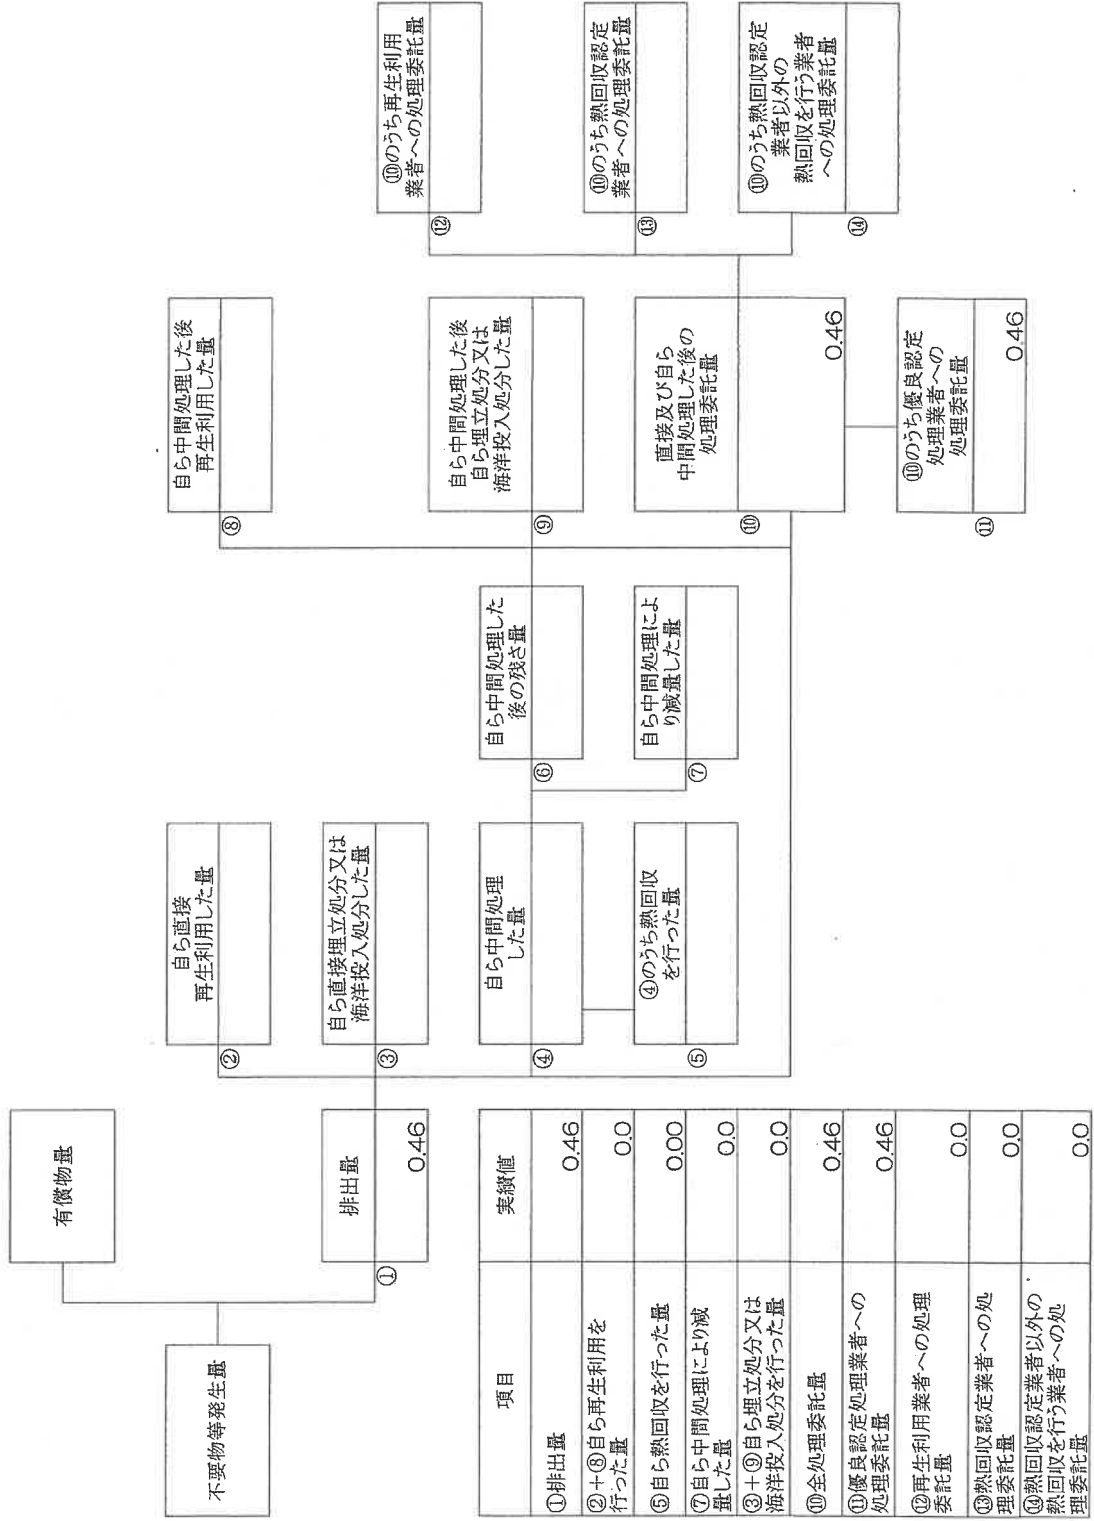 不要物等発生量
有償物量
排出量
①
0.46
自ら直接
再生利用した量
②
自ら直接埋立処分又は
海洋投入処分した量
③
自ら中間処理
した量
④
④のうち熱回収
を行った量
⑤
自ら中間処理した
後の残さ量
⑥
自ら中間処理によ
り減量した量
⑦
自ら中間処理した後
再生利用した量
⑧
自ら中間処理した後
自ら埋立処分又は
海洋投入処分した量
⑨
直接及び自ら
中間処理した後の
処理委託量
⑩
0.46
⑩のうち優良認定
処理業者への
処理委託量
⑪
0.46
⑩のうち再生利用
業者への処理委託量
⑫
⑩のうち熱回収認定
業者への処理委託量
⑬
⑩のうち熱回収認定
業者以外の
熱回収を行う業者
への処理委託量
⑭
項目 実績値
①排出量 0.46
②+⑧自ら再生利用を
行った量 0.0
⑤自ら熱回収を行った量 0.00
⑦自ら中間処理により減
量した量 0.0
③+⑨自ら埋立処分又は
海洋投入処分を行った量 0.0
⑩全処理委託量 0.46
⑪優良認定処理業者への
処理委託量 0.46
⑫再生利用業者への処理
委託量 0.0
⑬熱回収認定業者への処
理委託量 0.0
⑭熱回収認定業者以外の
熱回収を行う業者への処
理委託量 0.0